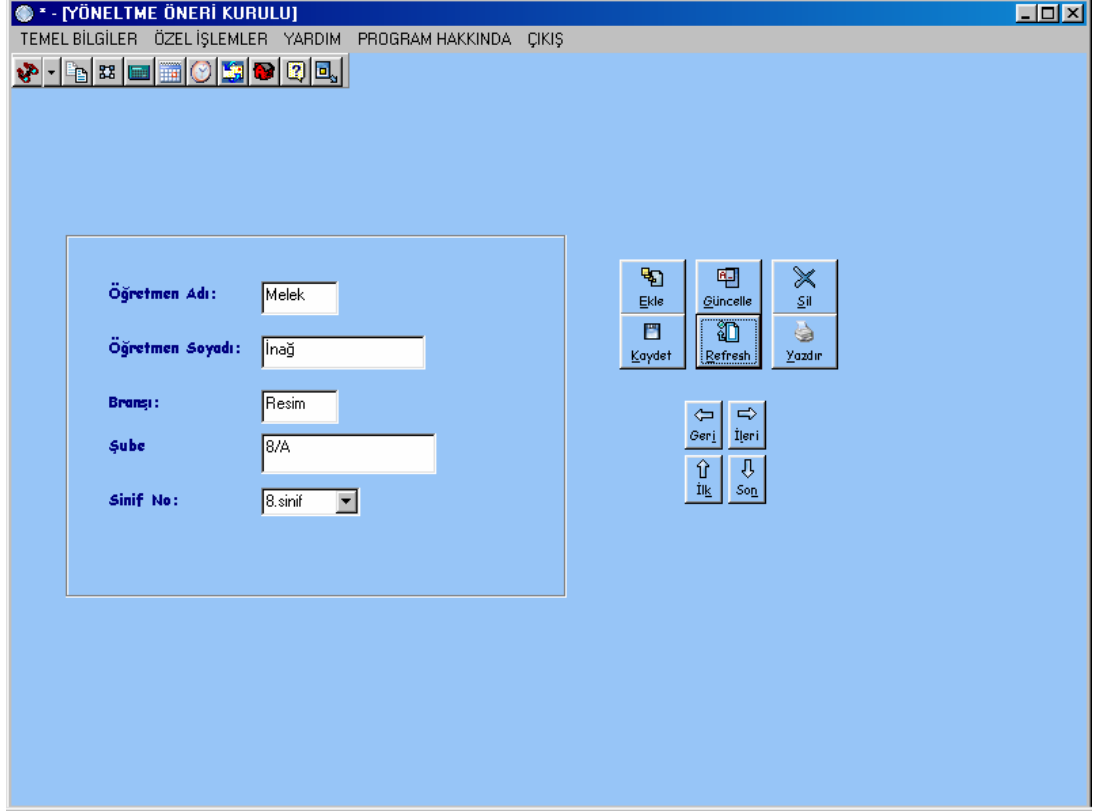 * - [YÖNELTME ÖNERİ KURULU]
TEMEL BİLGİLER ÖZEL İŞLEMLER YARDIM PROGRAM HAKKINDA ÇIKIŞ
Öğretmen Adı: Melek
Öğretmen Soyadı: İnağ
Branşı: Resim
Şube 8/A
Sinif No: 8.sinif
Ekle Güncelle Sil
Kaydet Refresh Yazdır
Geri İleri
İlk Son